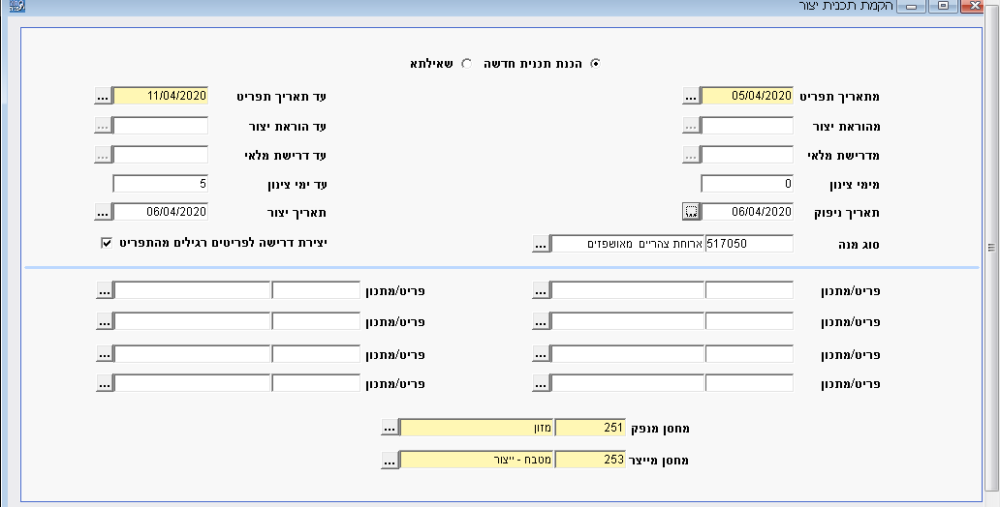 הקמת תכנית יצור
הכנת תכנית חדשה שאילתא
מתאריך תפריט 05/04/2020 ... עד תאריך תפריט 11/04/2020 ...
מהוראת יצור ... עד הוראת יצור ...
מדרישת מלאי ... עד דרישת מלאי ...
מימי צינון 0 עד ימי צינון 5
תאריך ניפוק 06/04/2020 ... תאריך יצור 06/04/2020 ...
סוג מנה 517050 ארוחת צהריים מאושפזים ... יצירת דרישה לפריטים רגילים מהתפריט
פריט/מתכון ... פריט/מתכון ...
פריט/מתכון ... פריט/מתכון ...
פריט/מתכון ... פריט/מתכון ...
פריט/מתכון ... פריט/מתכון ...
מחסן מנפק 251 מזון ...
מחסן מייצר 253 מטבח - ייצור ...